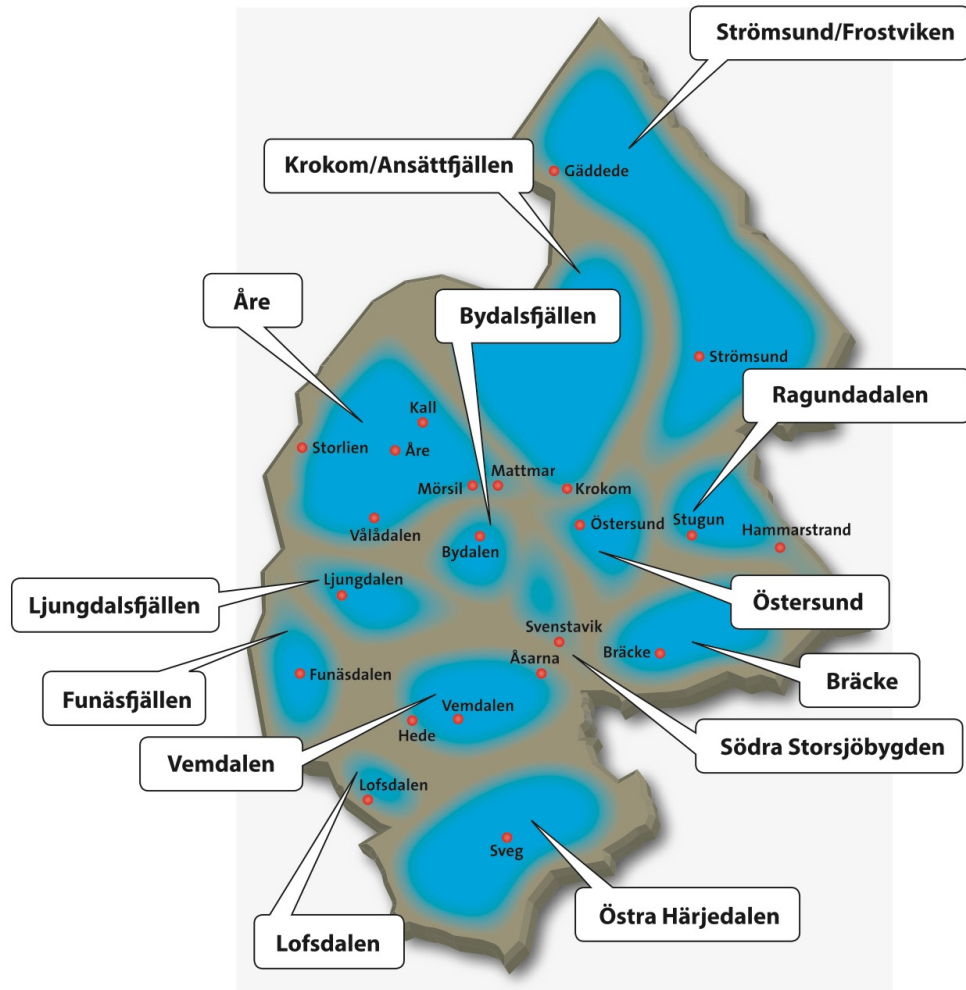 Strömsund/Frostviken
Krokom/Ansättfjällen
Gäddede
Åre
Bydalsfjällen
Strömsund
Ragundadalen
Kall
Storlien
Åre
Mattmar
Mörsil
Krokom
Vålådalen
Östersund
Stugun
Hammarstrand
Bydalen
Ljungdalen
Ljungdalsfjällen
Östersund
Svenstavik
Bräcke
Åsarna
Funäsdalen
Funäsfjällen
Bräcke
Vemdalen
Hede
Södra Storsjöbygden
Vemdalen
Lofsdalen
Sveg
Östra Härjedalen
Lofsdalen